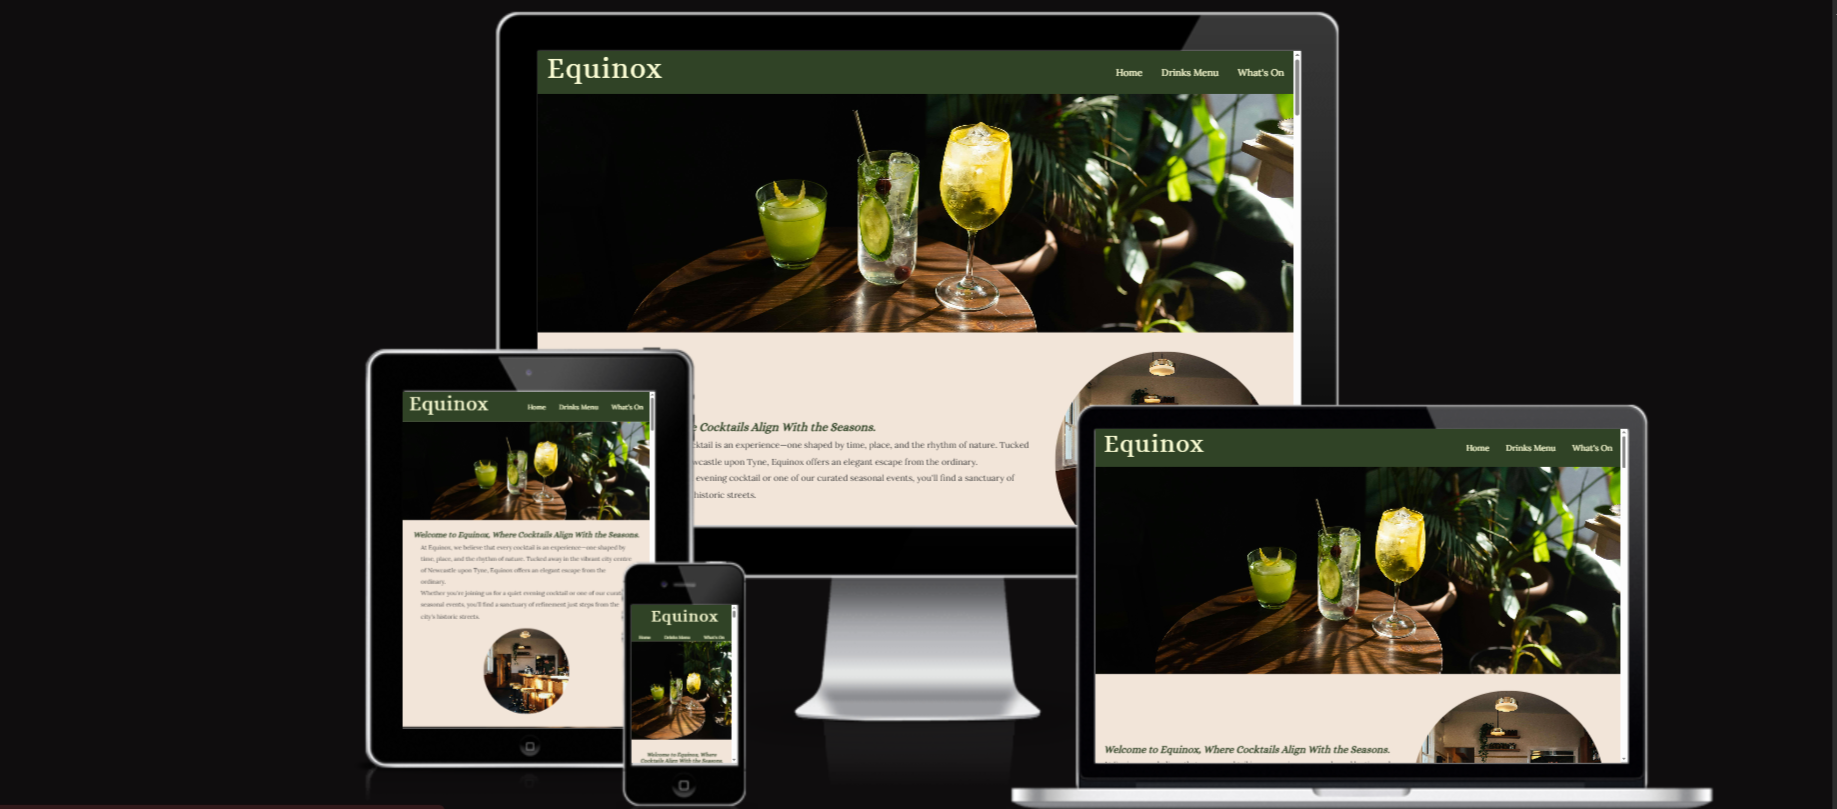 Equinox
Home Drinks Menu What's On
Cocktails Align With the Seasons.
is an experience—one shaped by time, place, and the rhythm of nature. Tucked
upon Tyne, Equinox offers an elegant escape from the ordinary.
evening cocktail or one of our curated seasonal events, you'll find a sanctuary of
historic streets.
Equinox
Home Drinks Menu What's On
Welcome to Equinox, Where Cocktails Align With the Seasons.
At Equinox, we believe that every cocktail is an experience—one shaped by
time, place, and the rhythm of nature. Tucked away in the vibrant city centre
of Newcastle upon Tyne, Equinox offers an elegant escape from the
ordinary.
Whether you're joining us for a quiet evening cocktail or one of our
seasonal events, you'll find a sanctuary of refinement just steps from the
city's historic streets.
Equinox
Home Drinks Menu What's On
Welcome to Equinox, Where
Cocktails Align With the Seasons.
Equinox
Home Drinks Menu What's On
Welcome to Equinox, Where Cocktails Align With the Seasons.